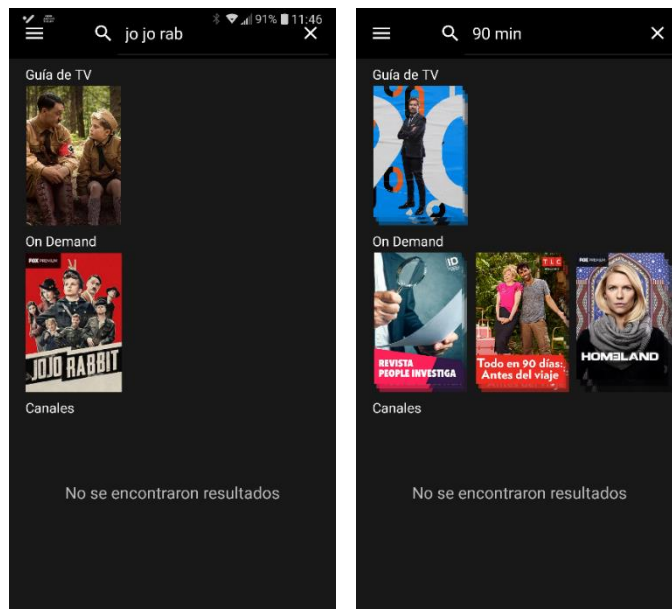 91% 11:46
jo jo rab
Guía de TV
On Demand
FOX PREMIUM
JOJO RABBIT
Canales
No se encontraron resultados
90 min
Guía de TV
90
On Demand
ID
REVISTA
PEOPLE INVESTIGA
TLC
Todo en 90 días:
Antes del viaje
FOX PREMIUM
HOMELAND
Canales
No se encontraron resultados